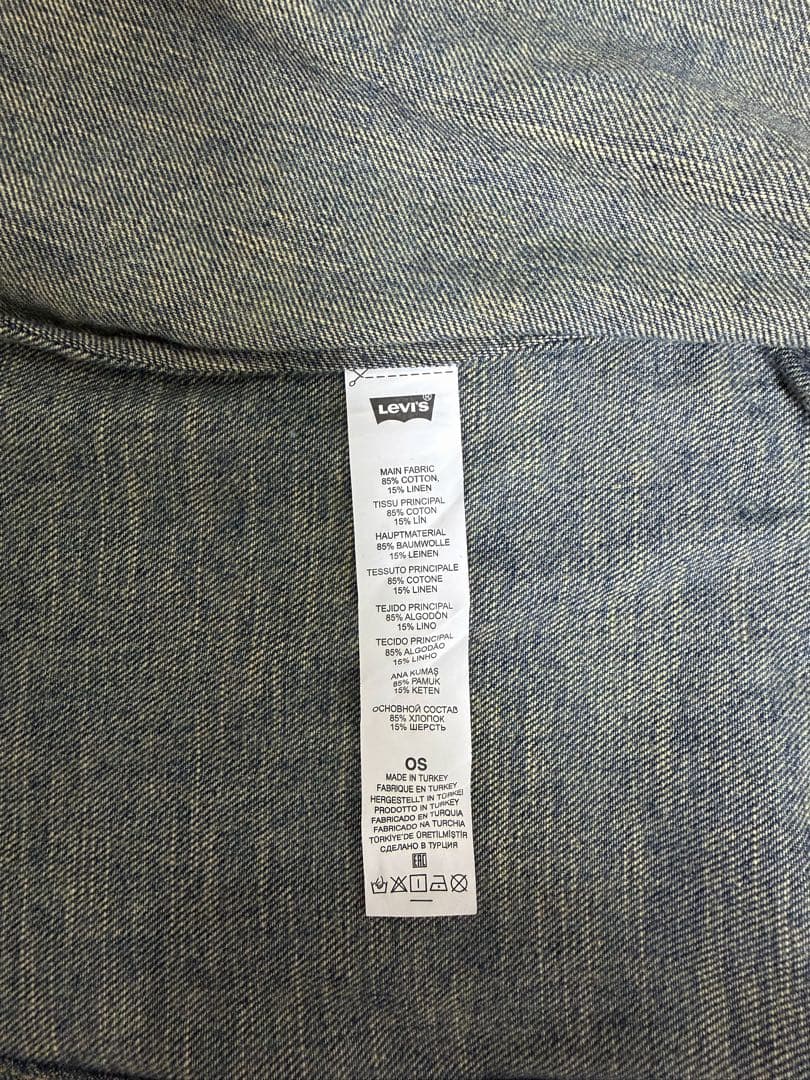 LEVI'S®
MAIN FABRIC
85% COTTON,
15% LINEN
TISSU PRINCIPAL
85% COTON
15% LIN
HAUPTMATERIAL
85% BAUMWOLLE
15% LEINEN
TESSUTO PRINCIPALE
85% COTONE
15% LINEN
TEJIDO PRINCIPAL
85% ALGODÓN
15% LINO
TECIDO PRINCIPAL
85% ALGODÃO
15% LINHO
ANA KUMAŞ
85% PAMUK
15% KETEN
ОСНОВНОЙ СОСТАВ
85% ХЛОПОК
15% ШЕРСТЬ
OS
MADE IN TURKEY
FABRIQUE EN TURKEY
HERGESTELLT IN TÜRKEI
PRODOTTO IN TURKEY
FABRICADO EN TURQUIA
FABRICADO NA TURCHIA
TÜRKİYE'DE ÜRETİLMİŞTİR
СДЕЛАНО В ТУРЦИЯ
EAC